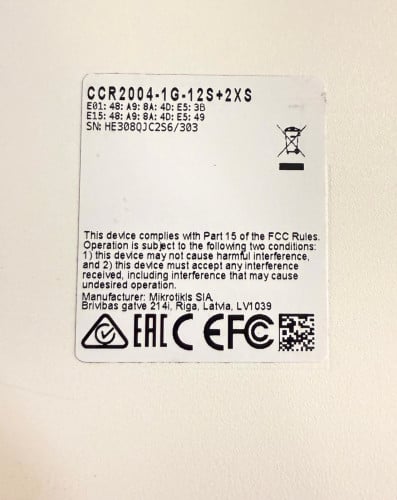 CCR2004-1G-12S+2XS
E01: 48: A9: 8A: 4D: E5: 3B
E15: 48: A9: 8A: 4D: E5: 49
SN: HE308QJC2S6/303
This device complies with Part 15 of the FCC Rules.
Operation is subject to the following two conditions:
1) this device may not cause harmful interference,
and 2) this device must accept any interference
received, including interference that may cause
undesired operation.
Manufacturer: Mikrotikls SIA,
Brivibas gatve 214i, Riga, Latvia, LV1039
EAC CE FC